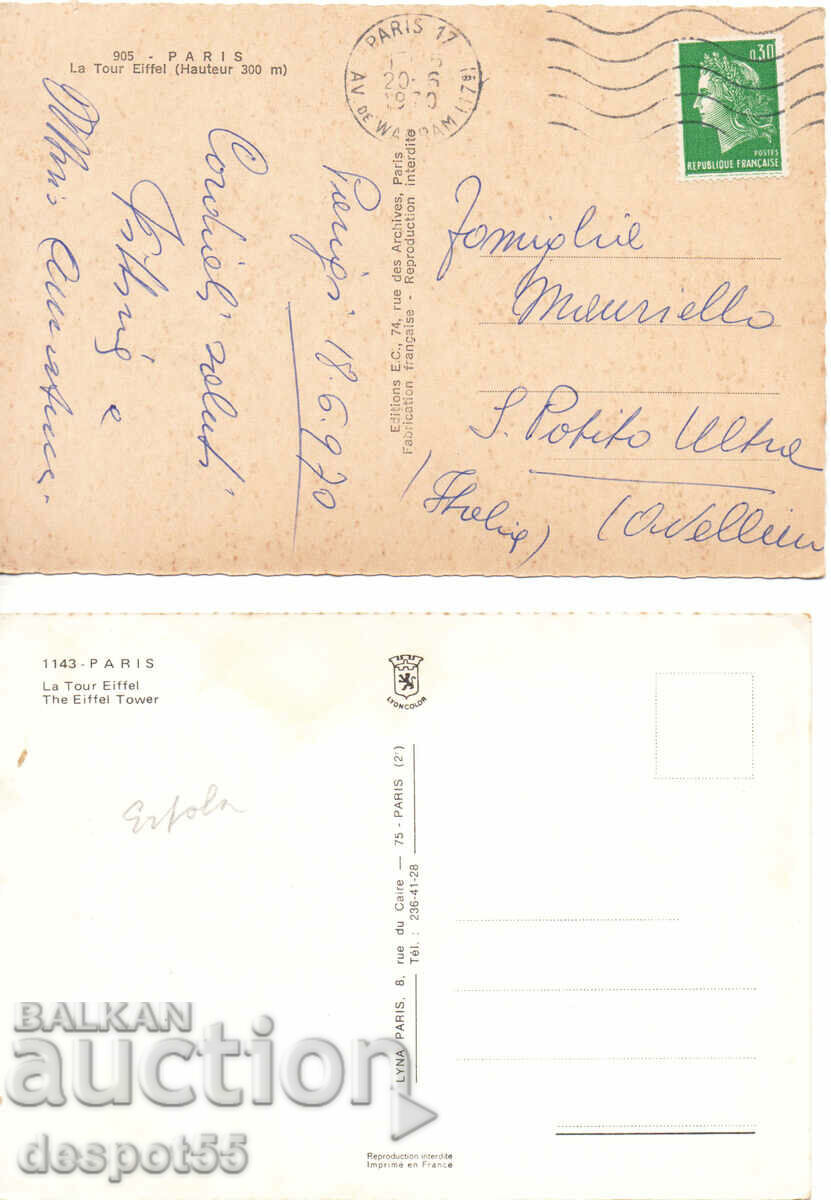 905 - PARIS
La Tour Eiffel (Hauteur 300 m)
PARIS 17
20-6
1970
AV. DE WAGRAM (17e)
0,30
POSTES
REPUBLIQUE FRANÇAISE
Cordiali saluti
e
Parigi 18.6.970
Editions E.C., 74, rue des Archives, Paris
Fabrication française - Reproduction interdite
Famiglia
Mauriello
S. Potito Ultra
(Avellino
(Italia)
1143 - PARIS
La Tour Eiffel
The Eiffel Tower
LYONCOLOR
LYNA PARIS, 8, rue du Caire — 75 - PARIS (2e)
Tél. : 236-41-28
BALKAN
auction
despot55
Reproduction interdite
Imprimé en France